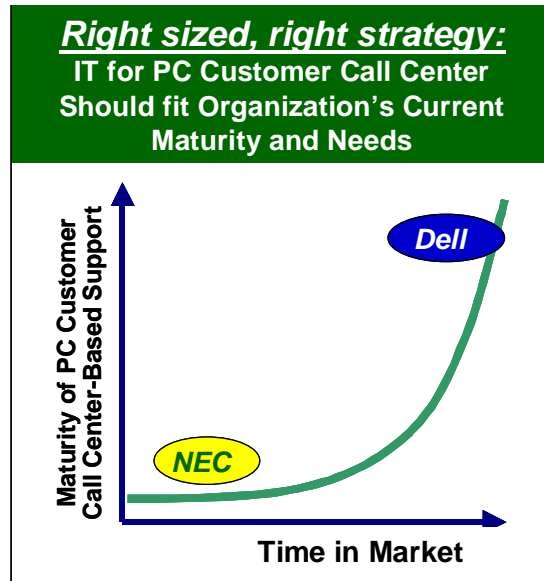 Right sized, right strategy:
IT for PC Customer Call Center
Should fit Organization's Current
Maturity and Needs
Maturity of PC Customer
Call Center-Based Support
Dell
NEC
Time in Market